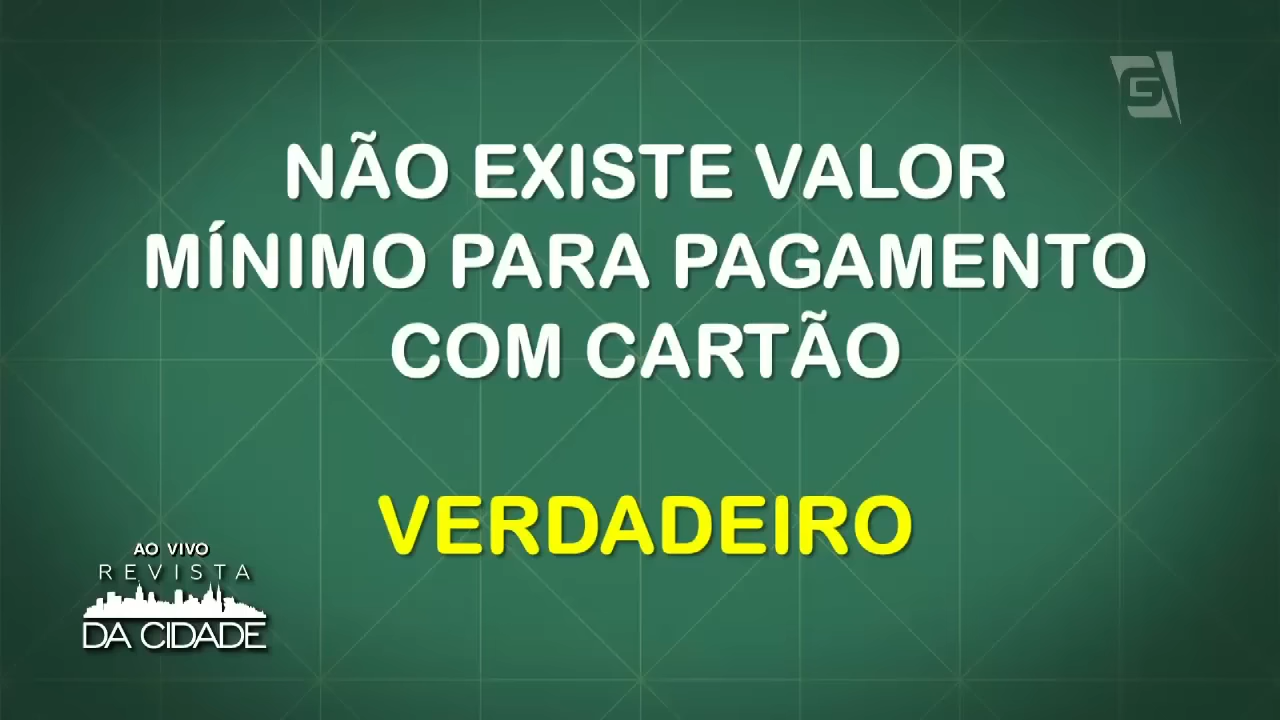 NÃO EXISTE VALOR
MÍNIMO PARA PAGAMENTO
COM CARTÃO
VERDADEIRO
AO VIVO
REVISTA
DA CIDADE